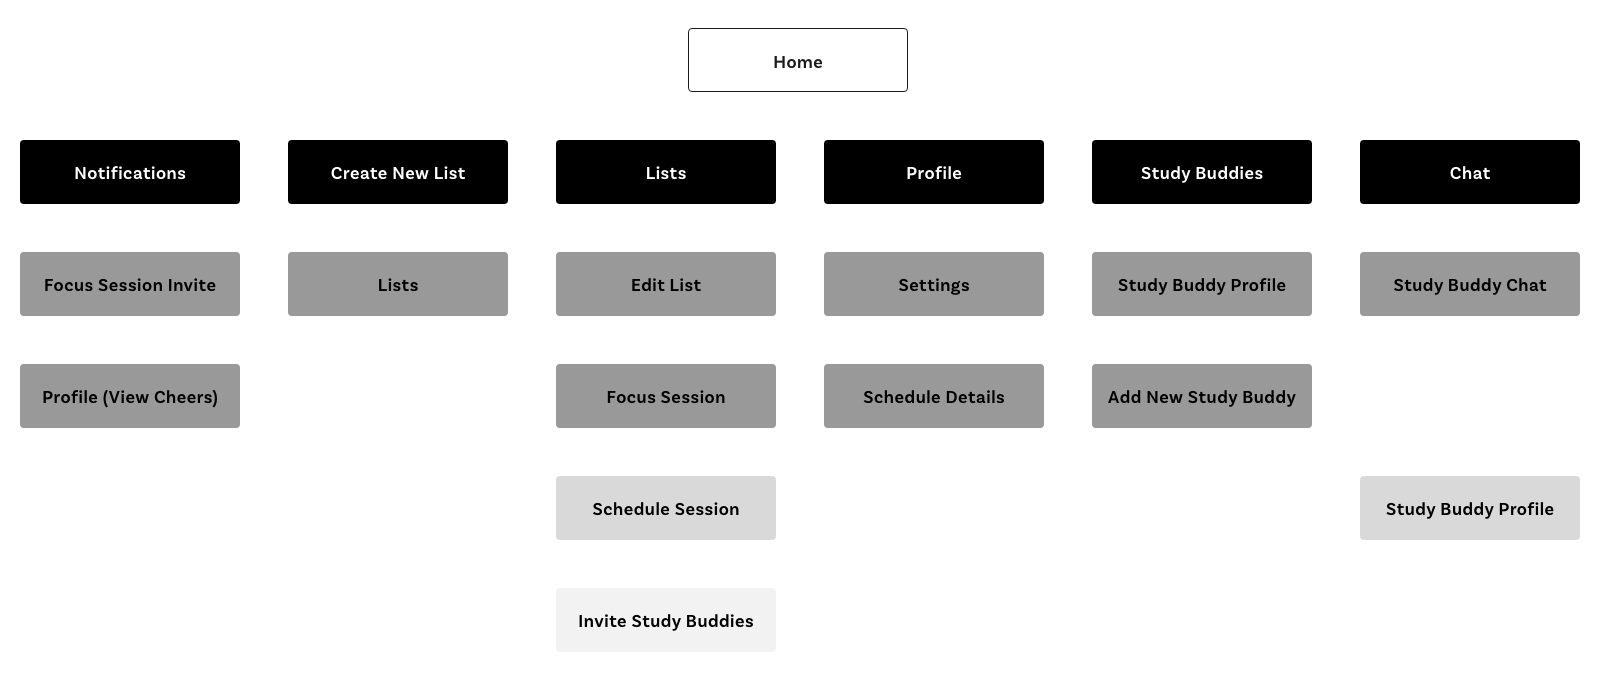 Home
Notifications
Create New List
Lists
Profile
Study Buddies
Chat
Focus Session Invite
Lists
Edit List
Settings
Study Buddy Profile
Study Buddy Chat
Profile (View Cheers)
Focus Session
Schedule Details
Add New Study Buddy
Schedule Session
Study Buddy Profile
Invite Study Buddies